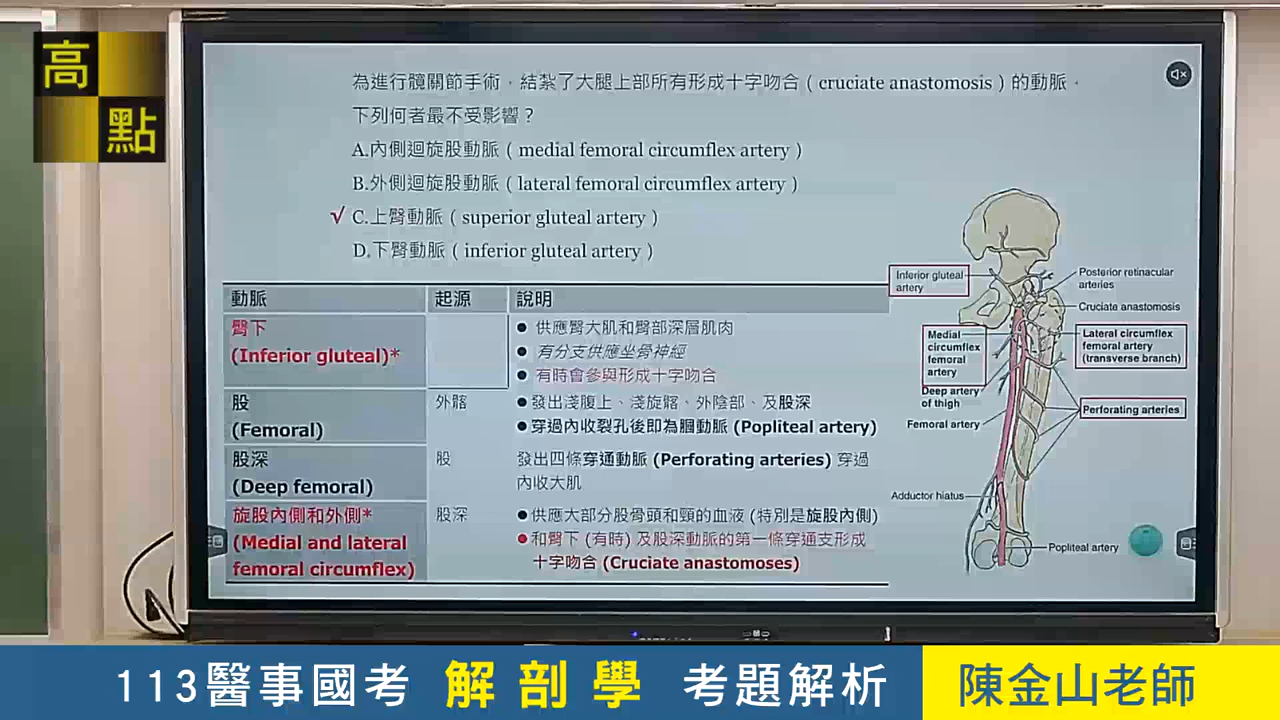 高
點
為進行髖關節手術，結紮了大腿上部所有形成十字吻合（cruciate anastomosis）的動脈，
下列何者最不受影響？
A.內側迴旋股動脈（medial femoral circumflex artery）
B.外側迴旋股動脈（lateral femoral circumflex artery）
√ C.上臀動脈（superior gluteal artery）
D.下臀動脈（inferior gluteal artery）
動脈 起源 說明
臀下
(Inferior gluteal)*
● 供應臀大肌和臀部深層肌肉
● 有分支供應坐骨神經
● 有時會參與形成十字吻合
股
(Femoral)
外髂
● 發出淺腹上、淺旋髂、外陰部、及股深
● 穿過內收裂孔後即為膕動脈 (Popliteal artery)
股深
(Deep femoral)
股
發出四條穿通動脈 (Perforating arteries) 穿過
內收大肌
旋股內側和外側*
(Medial and lateral
femoral circumflex)
股深
● 供應大部分股骨頭和頸的血液 (特別是旋股內側)
● 和臀下 (有時) 及股深動脈的第一條穿通支形成
十字吻合 (Cruciate anastomoses)
Inferior gluteal
artery
Posterior retinacular
arteries
Cruciate anastomosis
Medial
circumflex
femoral
artery
Lateral circumflex
femoral artery
(transverse branch)
Deep artery
of thigh
Perforating arteries
Femoral artery
Adductor hiatus
Popliteal artery
113醫事國考 解剖學 考題解析 陳金山老師